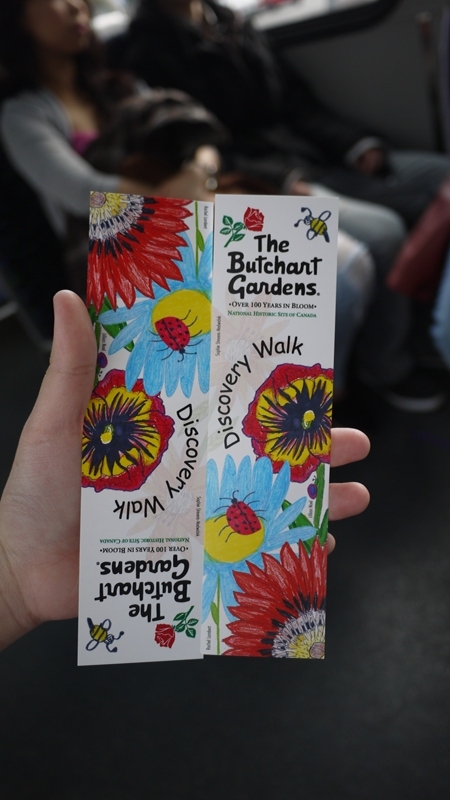 The
Butchart
Gardens.
•OVER 100 YEARS IN BLOOM•
NATIONAL HISTORIC SITE OF CANADA
Discovery Walk
Discovery Walk
NATIONAL HISTORIC SITE OF CANADA
•OVER 100 YEARS IN BLOOM•
The
Butchart
Gardens.